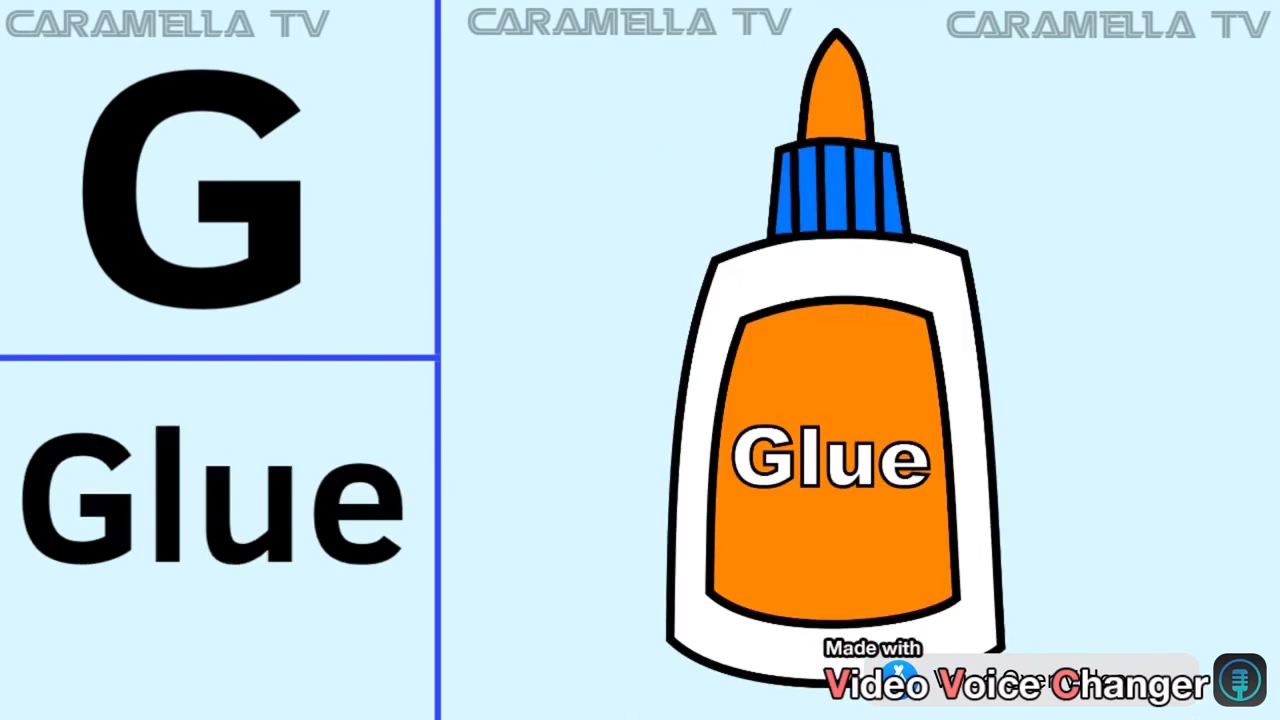 CARAMELLA TV
CARAMELLA TV
CARAMELLA TV
G
Glue
Glue
Made with
Video Voice Changer